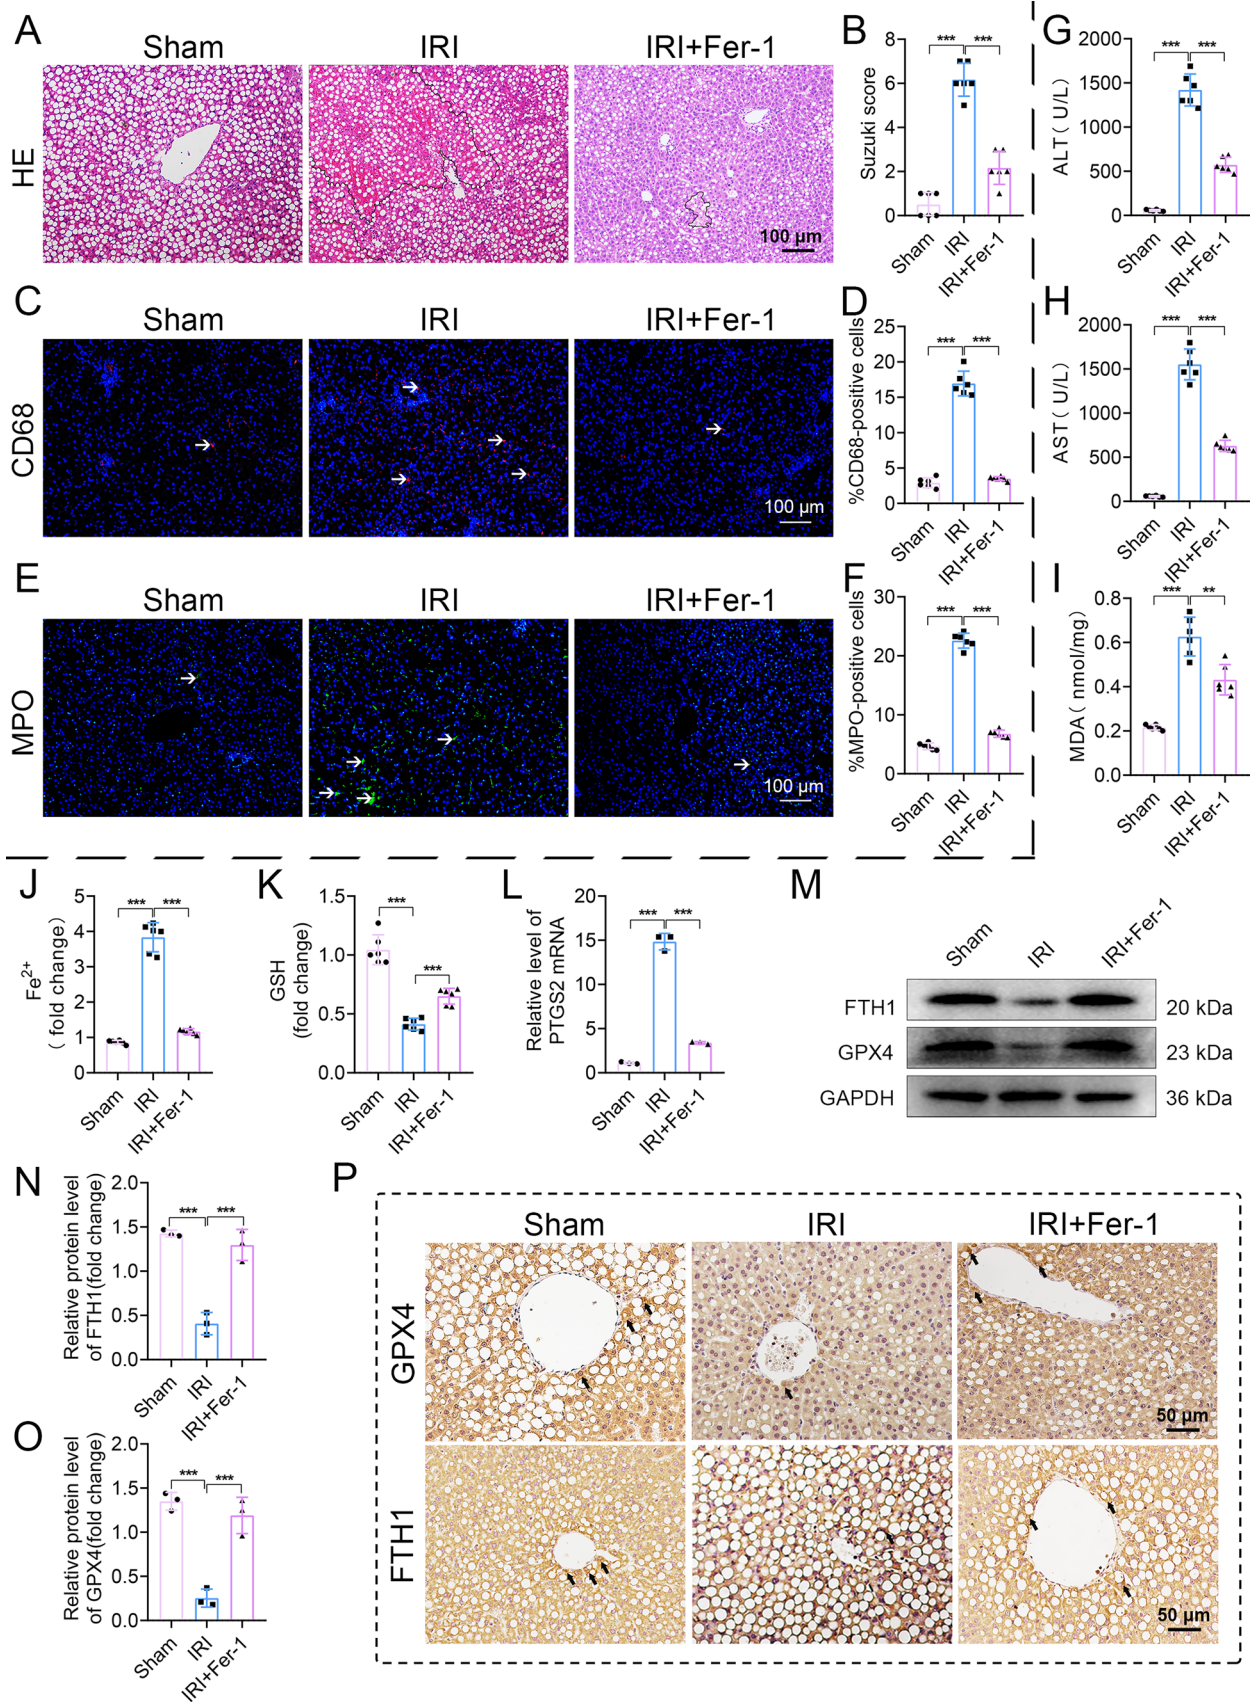 A
Sham
IRI
IRI+Fer-1
HE
100 μm
B
Suzuki score
8
6
4
2
0
*** ***
Sham
IRI
IRI+Fer-1
G
ALT( U/L)
2000
1500
1000
500
0
*** ***
Sham
IRI
IRI+Fer-1
C
Sham
IRI
IRI+Fer-1
CD68
100 μm
D
%CD68-positive cells
25
20
15
10
5
0
*** ***
Sham
IRI
IRI+Fer-1
H
AST( U/L)
2000
1500
1000
500
0
*** ***
Sham
IRI
IRI+Fer-1
E
Sham
IRI
IRI+Fer-1
MPO
100 μm
F
%MPO-positive cells
30
20
10
0
*** ***
Sham
IRI
IRI+Fer-1
I
MDA( nmol/mg)
0.8
0.6
0.4
0.2
0.0
*** **
Sham
IRI
IRI+Fer-1
J
Fe2+
( fold change)
5
4
3
2
1
0
*** ***
Sham
IRI
IRI+Fer-1
K
GSH
(fold change)
1.5
1.0
0.5
0.0
***
***
Sham
IRI
IRI+Fer-1
L
Relative level of
PTGS2 mRNA
20
15
10
5
0
*** ***
Sham
IRI
IRI+Fer-1
M
Sham
IRI
IRI+Fer-1
FTH1 20 kDa
GPX4 23 kDa
GAPDH 36 kDa
N
Relative protein level
of FTH1(fold change)
2.0
1.5
1.0
0.5
0.0
*** ***
Sham
IRI
IRI+Fer-1
O
Relative protein level
of GPX4(fold change)
2.0
1.5
1.0
0.5
0.0
*** ***
Sham
IRI
IRI+Fer-1
P
Sham
IRI
IRI+Fer-1
GPX4
50 μm
FTH1
50 μm